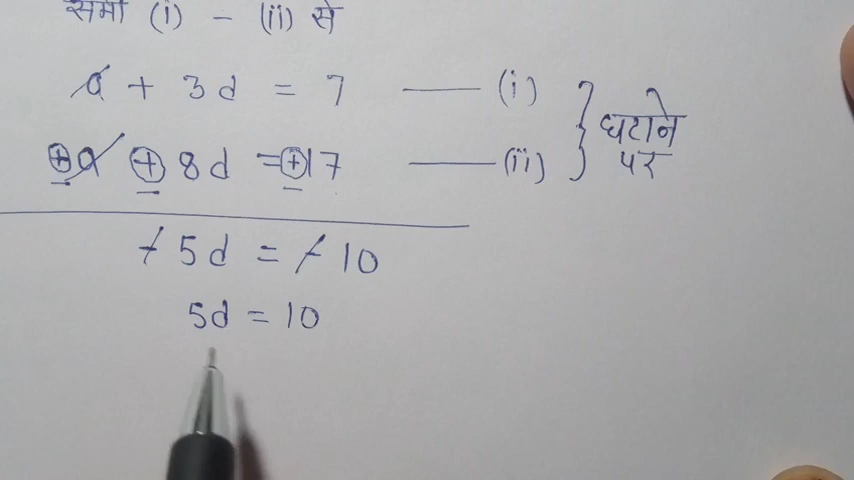 समी (i) - (ii) से
a + 3d = 7 —— (i)
+a + 8d = +17 —— (ii) } घटाने पर
- 5d = - 10
5d = 10